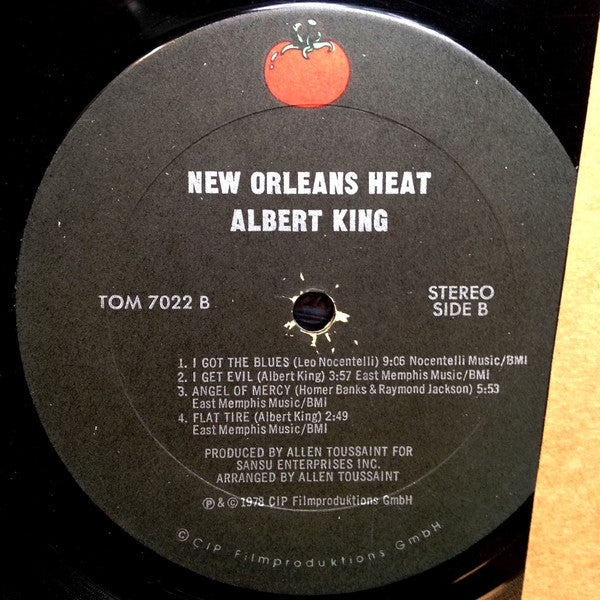 NEW ORLEANS HEAT
ALBERT KING
TOM 7022 B
STEREO
SIDE B
1. I GOT THE BLUES (Leo Nocentelli) 9:06 Nocentelli Music/BMI
2. I GET EVIL (Albert King) 3:57 East Memphis Music/BMI
3. ANGEL OF MERCY (Homer Banks & Raymond Jackson) 5:53
East Memphis Music/BMI
4. FLAT TIRE (Albert King) 2:49
East Memphis Music/BMI
PRODUCED BY ALLEN TOUSSAINT FOR
SANSU ENTERPRISES INC.
ARRANGED BY ALLEN TOUSSAINT
℗ & © 1978 CIP Filmproduktions GmbH
© CIP Filmproduktions GmbH